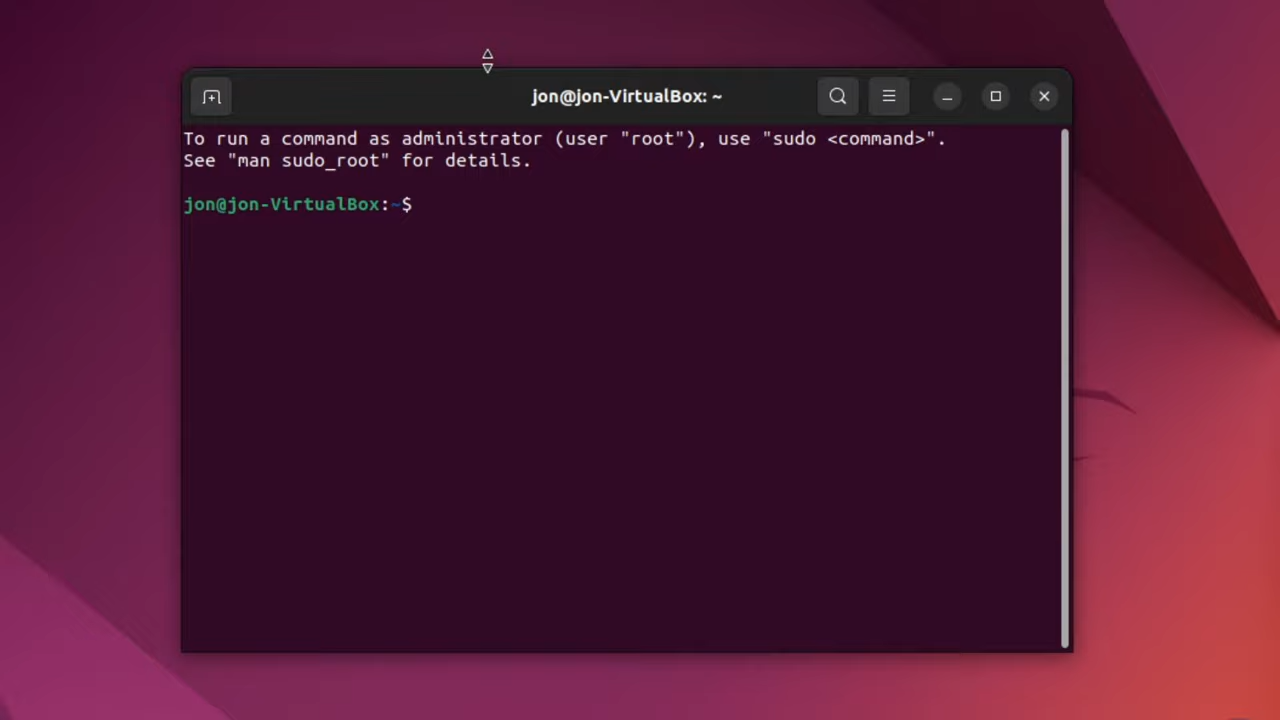 jon@jon-VirtualBox: ~
To run a command as administrator (user "root"), use "sudo <command>".
See "man sudo_root" for details.
jon@jon-VirtualBox:~$